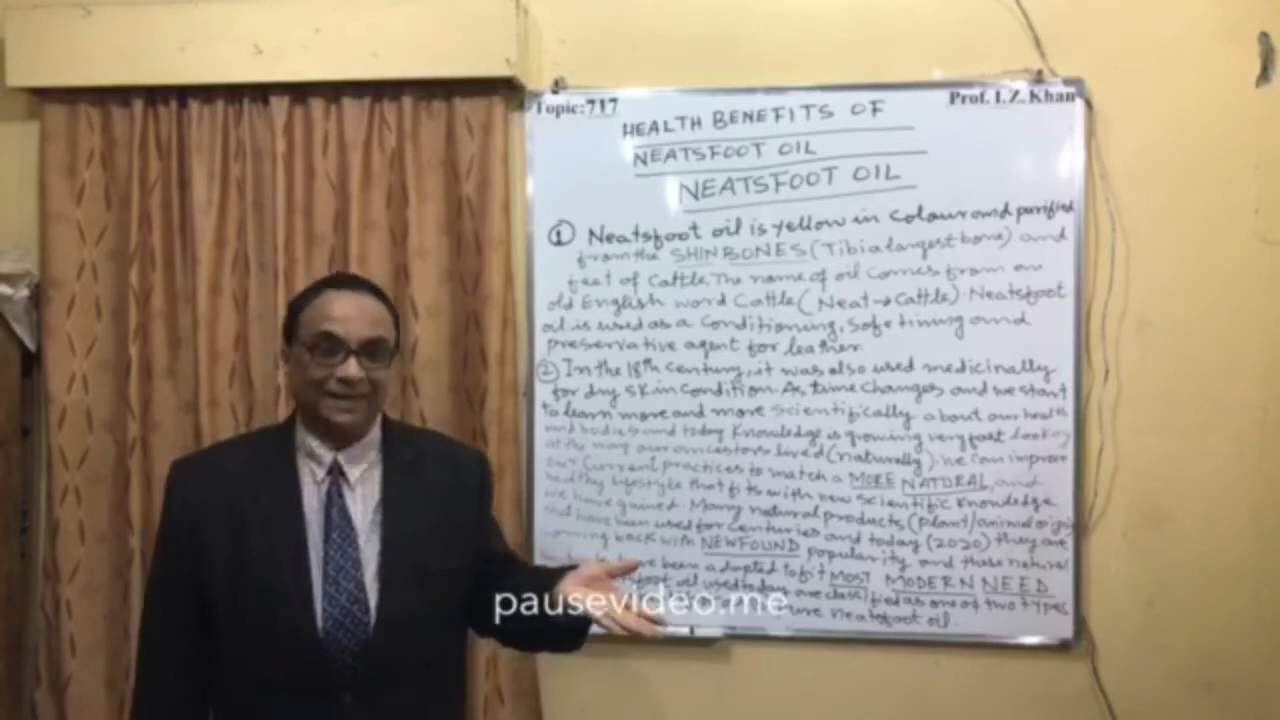 Topic:717
Prof. I.Z. Khan
HEALTH BENEFITS OF
NEATSFOOT OIL
NEATSFOOT OIL
① Neatsfoot oil is yellow in colour and purified
from the SHIN BONES (Tibia largest bone) and
feet of Cattle. The name of oil comes from an
old English word Cattle (Neat→Cattle). Neatsfoot
oil is used as a conditioning, and
preservative agent for leather.
② In the 18th century, it was also used medicinally
for dry skin condition. As time changes and we start
to learn more and more scientifically about our health
and bodies and today knowledge is growing very fast
at the way our ancestors lived (naturally). We can improve
our current practices to match a MORE NATURAL, and
healthy lifestyle that fits with new scientific knowledge
we have gained. Many natural products (plant/animal origin)
that have been used for centuries and today (2020) they are
coming back with NEWFOUND popularity and these natural
been adapted to fit MOST MODERN NEED
oil used today are classified as one of two types
pure neatsfoot oil.
pausevideo.me